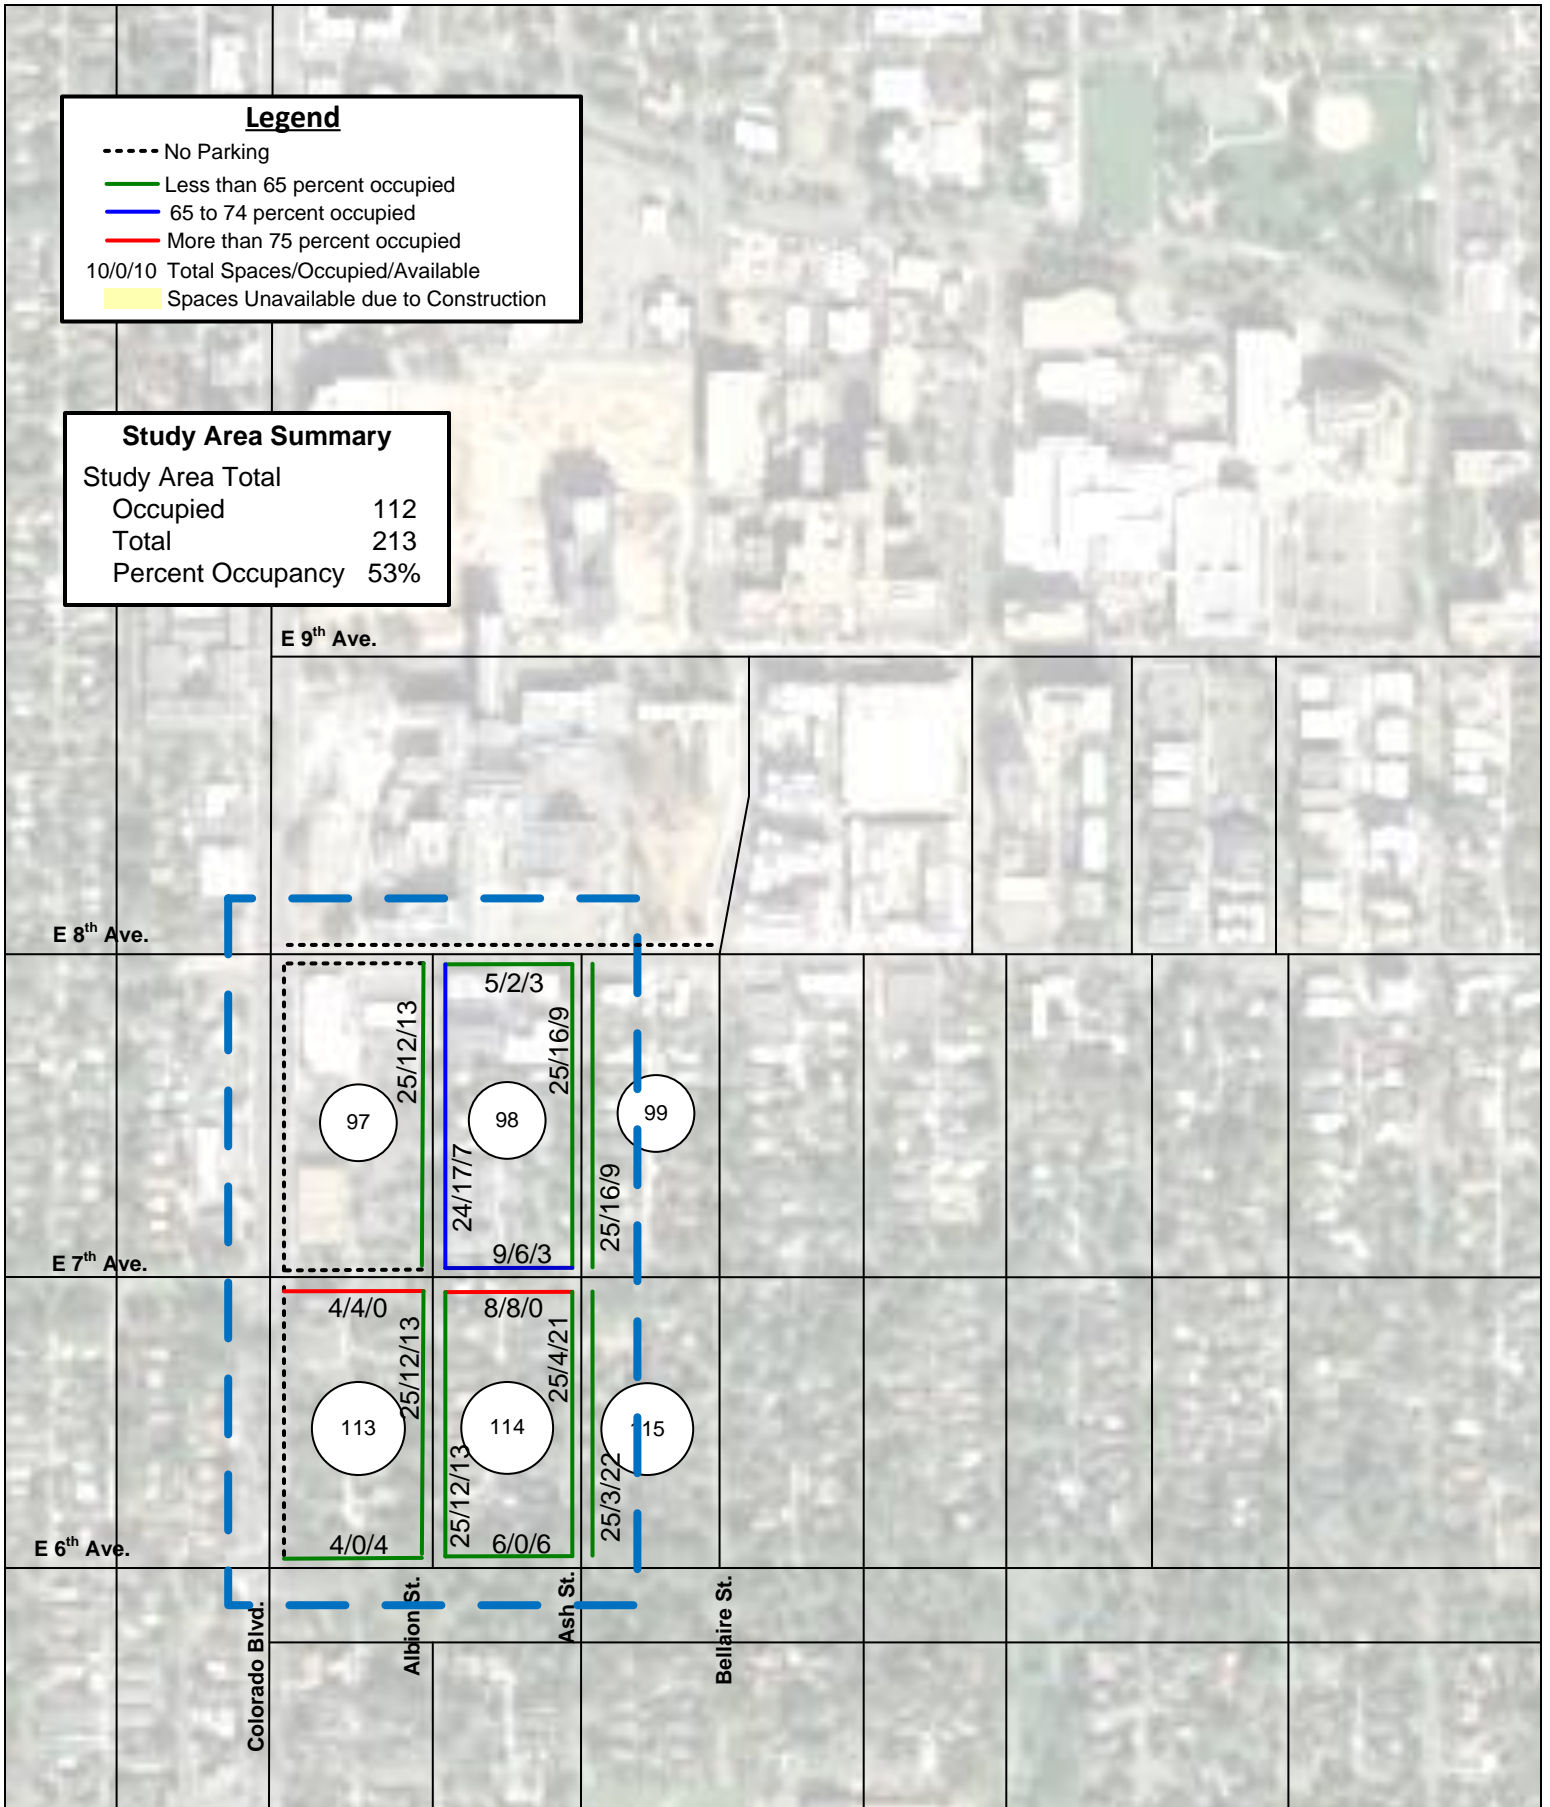 Legend
No Parking
Less than 65 percent occupied
65 to 74 percent occupied
More than 75 percent occupied
10/0/10 Total Spaces/Occupied/Available
Spaces Unavailable due to Construction
Study Area Summary
Study Area Total
Occupied 112
Total 213
Percent Occupancy 53%
E 9th Ave.
E 8th Ave.
5/2/3
25/12/13
25/16/9
97
98
99
24/17/7
25/16/9
9/6/3
E 7th Ave.
4/4/0
8/8/0
25/12/13
25/4/21
113
114
115
25/12/13
25/3/22
4/0/4
6/0/6
E 6th Ave.
Colorado Blvd.
Albion St.
Ash St.
Bellaire St.